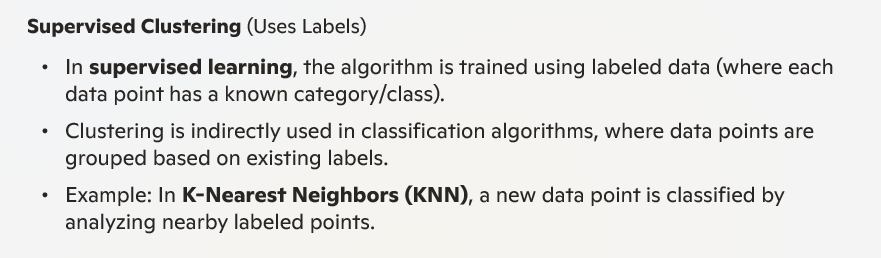 Supervised Clustering (Uses Labels)
• In supervised learning, the algorithm is trained using labeled data (where each
data point has a known category/class).
• Clustering is indirectly used in classification algorithms, where data points are
grouped based on existing labels.
• Example: In K-Nearest Neighbors (KNN), a new data point is classified by
analyzing nearby labeled points.